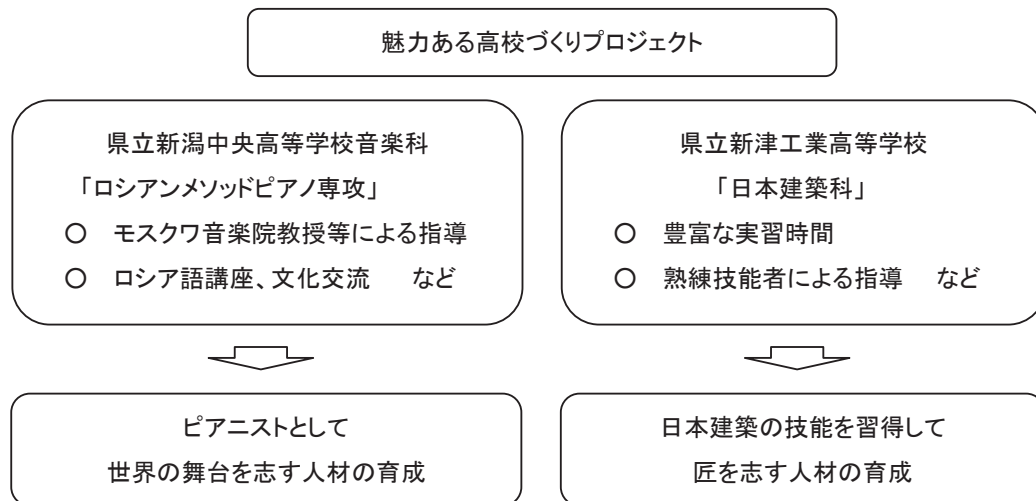 魅力ある高校づくりプロジェクト
県立新潟中央高等学校音楽科
「ロシアンメソッドピアノ専攻」
○ モスクワ音楽院教授等による指導
○ ロシア語講座、文化交流 など
県立新津工業高等学校
「日本建築科」
○ 豊富な実習時間
○ 熟練技能者による指導 など
ピアニストとして
世界の舞台を志す人材の育成
日本建築の技能を習得して
匠を志す人材の育成